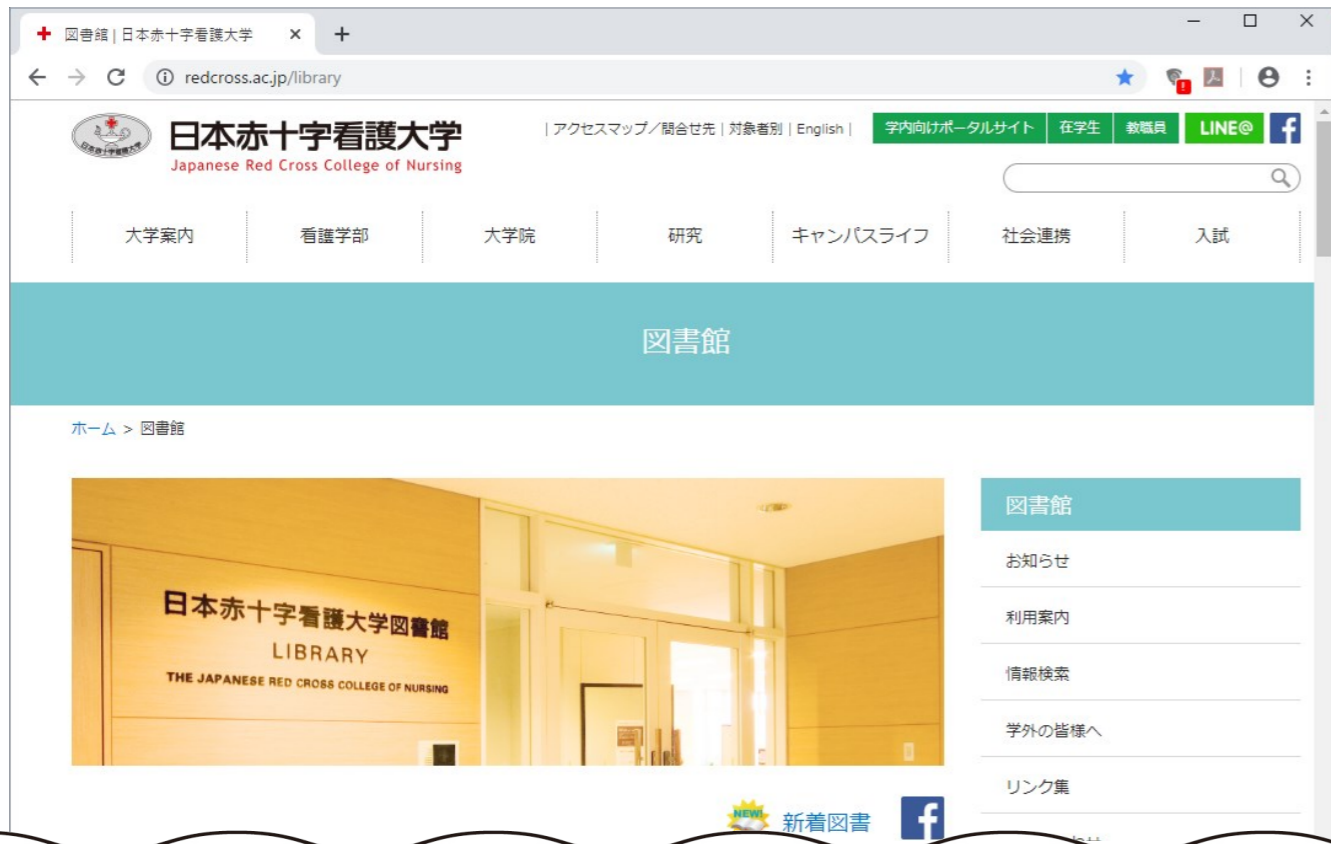 図書館 | 日本赤十字看護大学
redcross.ac.jp/library
日本赤十字看護大学
Japanese Red Cross College of Nursing
| アクセスマップ／問合せ先 | 対象者別 | English |
学内向けポータルサイト
在学生
教職員
LINE@
大学案内
看護学部
大学院
研究
キャンパスライフ
社会連携
入試
図書館
ホーム > 図書館
日本赤十字看護大学図書館
LIBRARY
THE JAPANESE RED CROSS COLLEGE OF NURSING
図書館
お知らせ
利用案内
情報検索
学外の皆様へ
リンク集
NEW!
新着図書